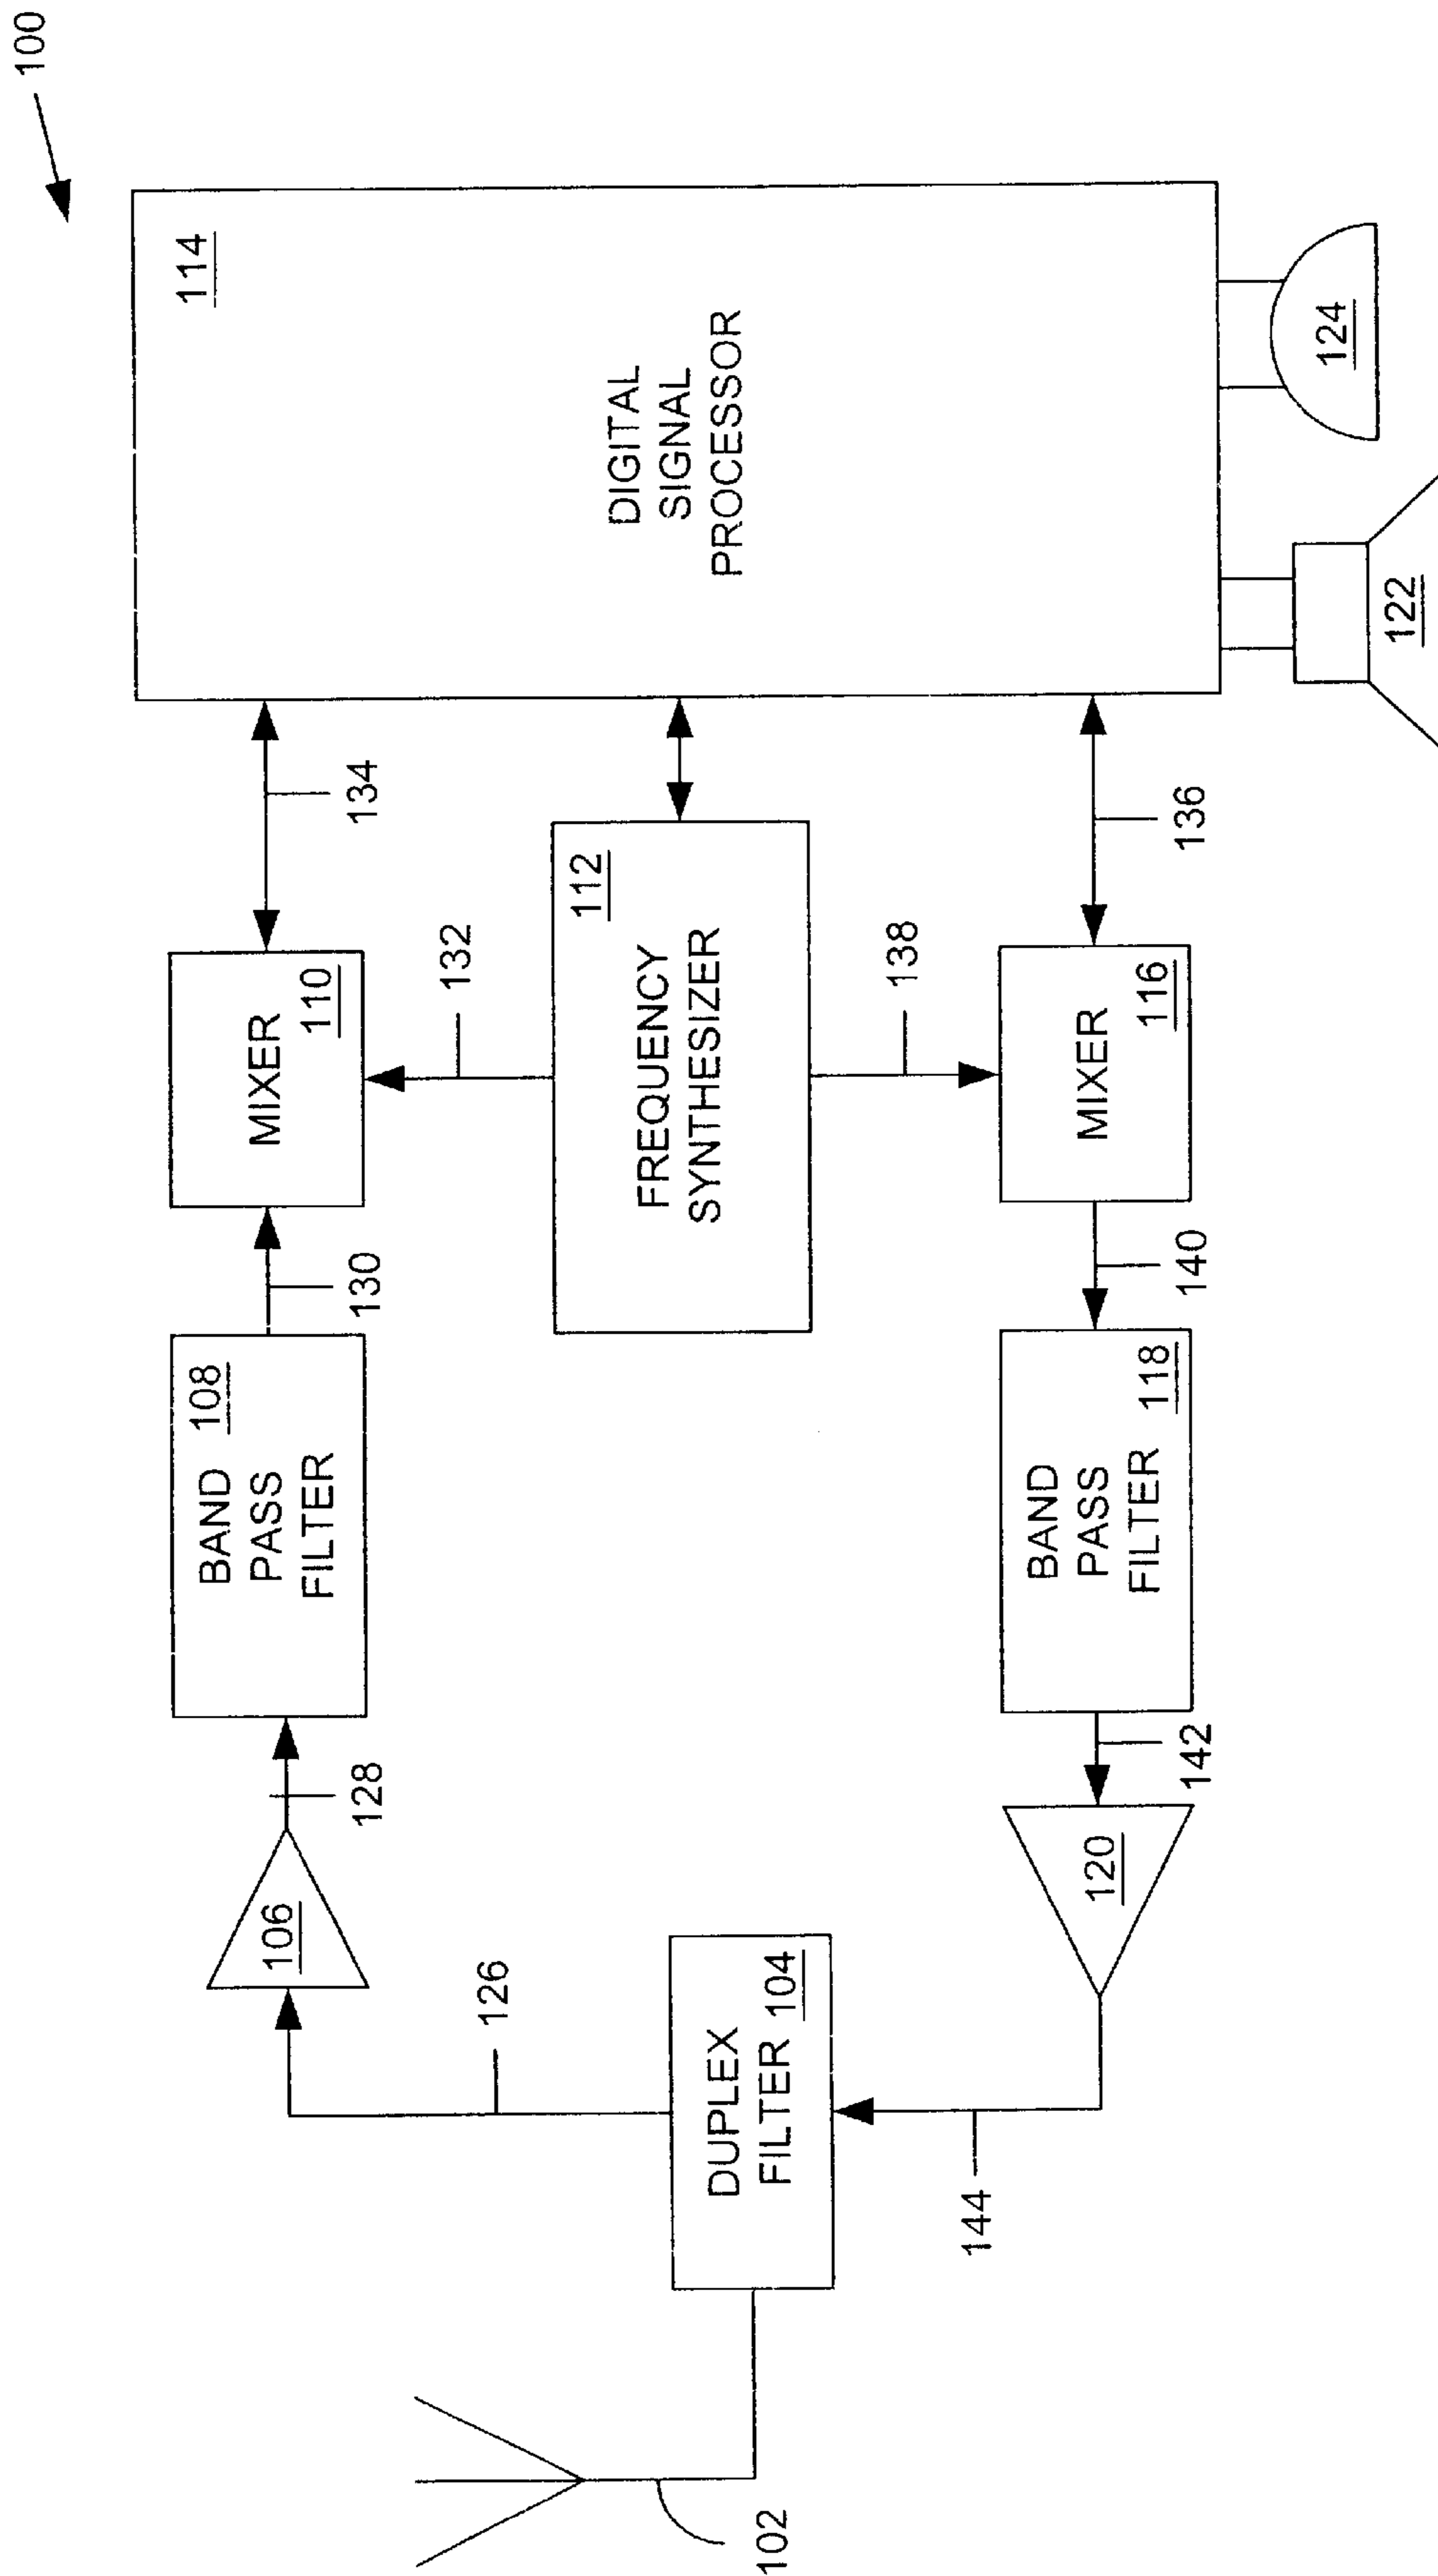 100
114
DIGITAL
SIGNAL
PROCESSOR
124
122
134
136
132
112
FREQUENCY
SYNTHESIZER
138
MIXER
110
MIXER
116
130
140
BAND 108
PASS
FILTER
BAND
PASS
FILTER 118
128
142
106
120
126
DUPLEX
FILTER 104
144
102